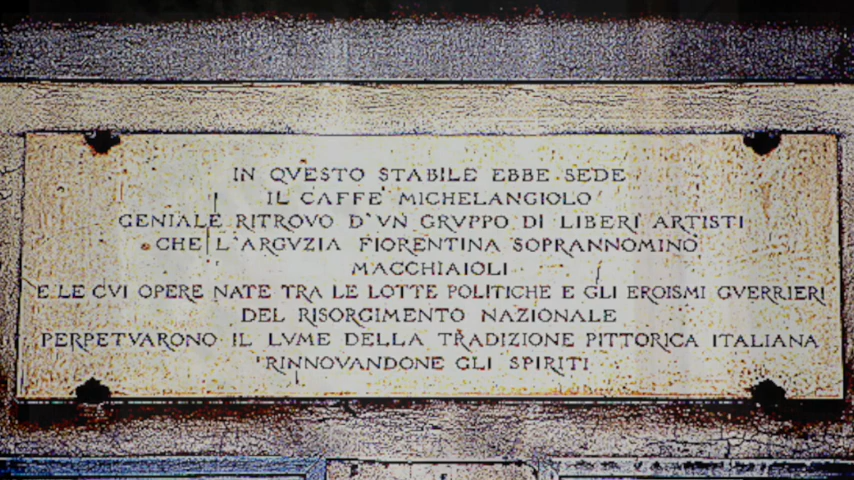 IN QVESTO STABILE EBBE SEDE
IL CAFFE' MICHELANGIOLO
GENIALE RITROVO D'VN GRVPPO DI LIBERI ARTISTI
CHE L'ARGVZIA FIORENTINA SOPRANNOMINO'
MACCHIAIOLI
E LE CVI OPERE NATE TRA LE LOTTE POLITICHE E GLI EROISMI GVERRIERI
DEL RISORGIMENTO NAZIONALE
PERPETVARONO IL LVME DELLA TRADIZIONE PITTORICA ITALIANA
RINNOVANDONE GLI SPIRITI